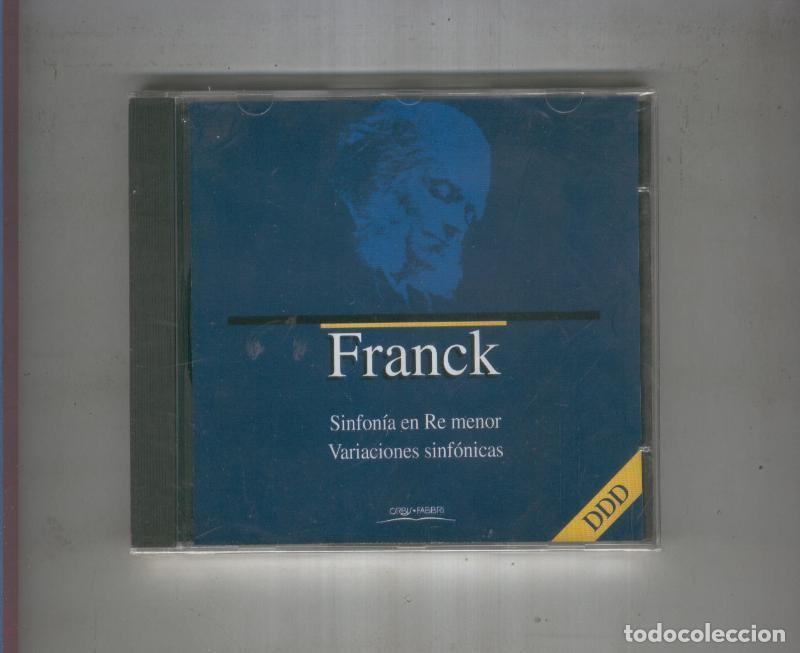 Franck
Sinfonía en Re menor
Variaciones sinfónicas
ORBIS•FABBRI
DDD
todocoleccion